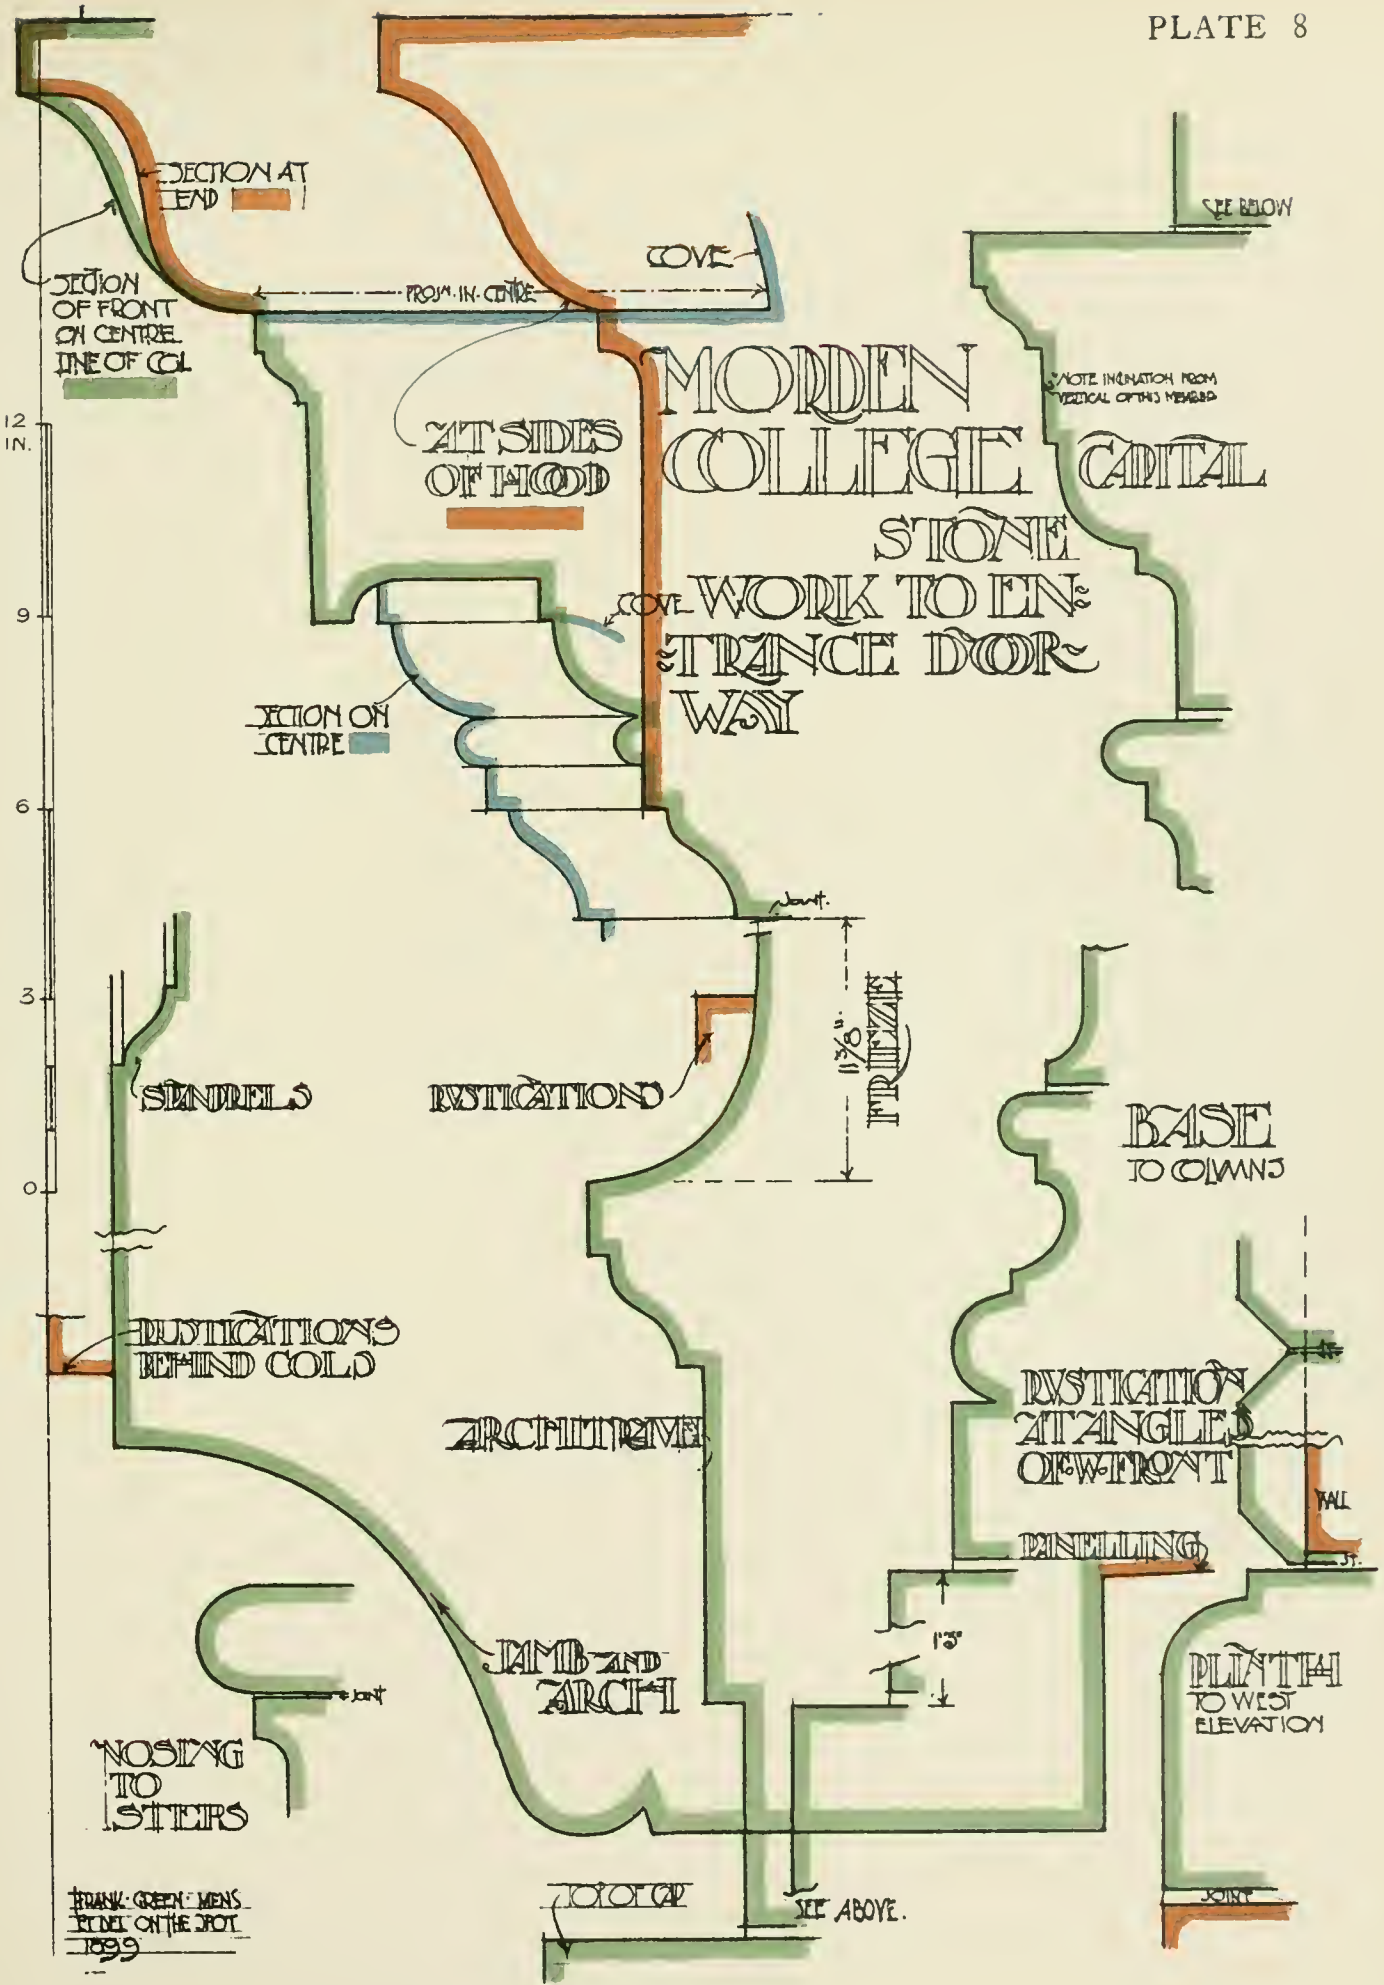 PLATE 8
SECTION AT
END
SEE BELOW
COVE
SECTION
OF FRONT
ON CENTRE
LINE OF COL
PROJN. IN. CENTRE
MORDEN
COLLEGE
NOTE INCLINATION FROM
VERTICAL OF THIS MEMBER
12
IN.
AT SIDES
OF HOOD
CAPITAL
STONE
WORK TO EN-
TRANCE DOOR-
WAY
9
COVE
SECTION ON
CENTRE
6
Joint.
3
11 3/8"
FRIEZE
SPANDRELS
RVSTICATIONS
BASE
TO COLVMNS
0
RUSTICATIONS
BEHIND COLS
ARCHITRAVE
RVSTICATION
AT ANGLES
OF·W·FRONT
WALL
PANELLING
JT.
1'3"
JAMB AND
ARCH
PLINTH
TO WEST
ELEVATION
JOINT
NOSING
TO
STEPS
TOP OF CAP
SEE ABOVE.
JOINT
FRANK·GREEN·MENS
ET DEL ON THE SPOT
1899